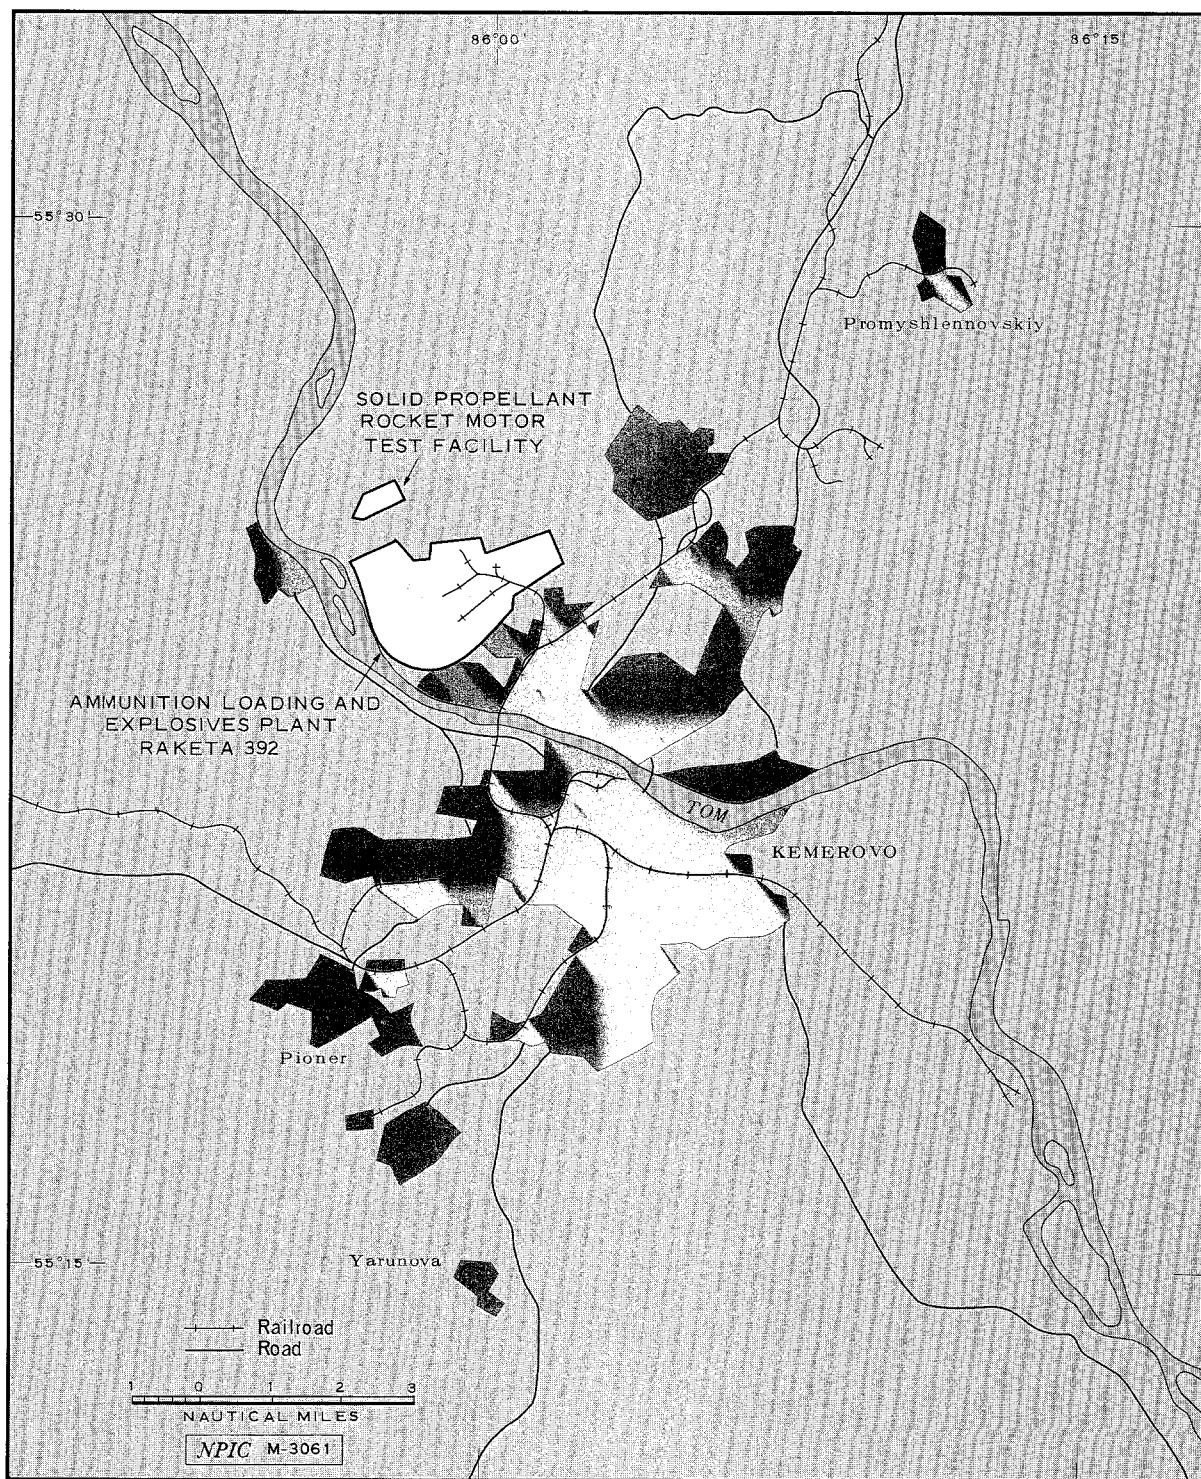 86°00'
86°15'
55°30'
Promyshlennovskiy
SOLID PROPELLANT
ROCKET MOTOR
TEST FACILITY
AMMUNITION LOADING AND
EXPLOSIVES PLANT
RAKETA 392
TOM
KEMEROVO
Pioner
55°15'
Yarunova
Railroad
Road
1 0 1 2 3
NAUTICAL MILES
NPIC M-3061